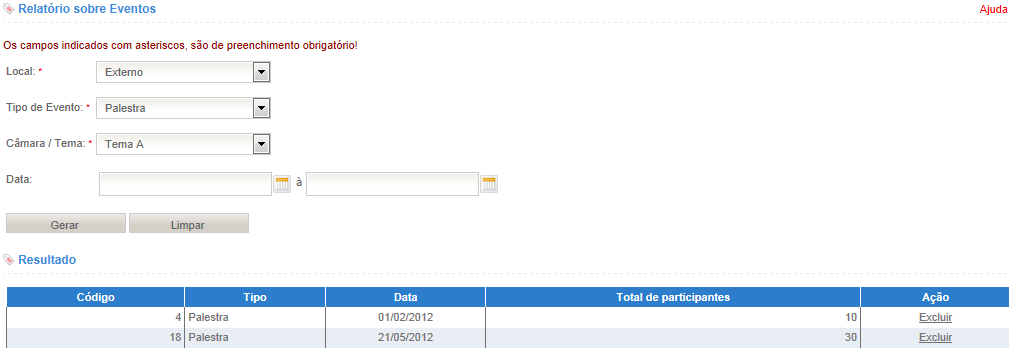 Relatório sobre Eventos Ajuda
Os campos indicados com asteriscos, são de preenchimento obrigatório!
Local: * Externo
Tipo de Evento: * Palestra
Câmara / Tema: * Tema A
Data: à
Gerar Limpar
Resultado
Código Tipo Data Total de participantes Ação
4 Palestra 01/02/2012 10 Excluir
18 Palestra 21/05/2012 30 Excluir